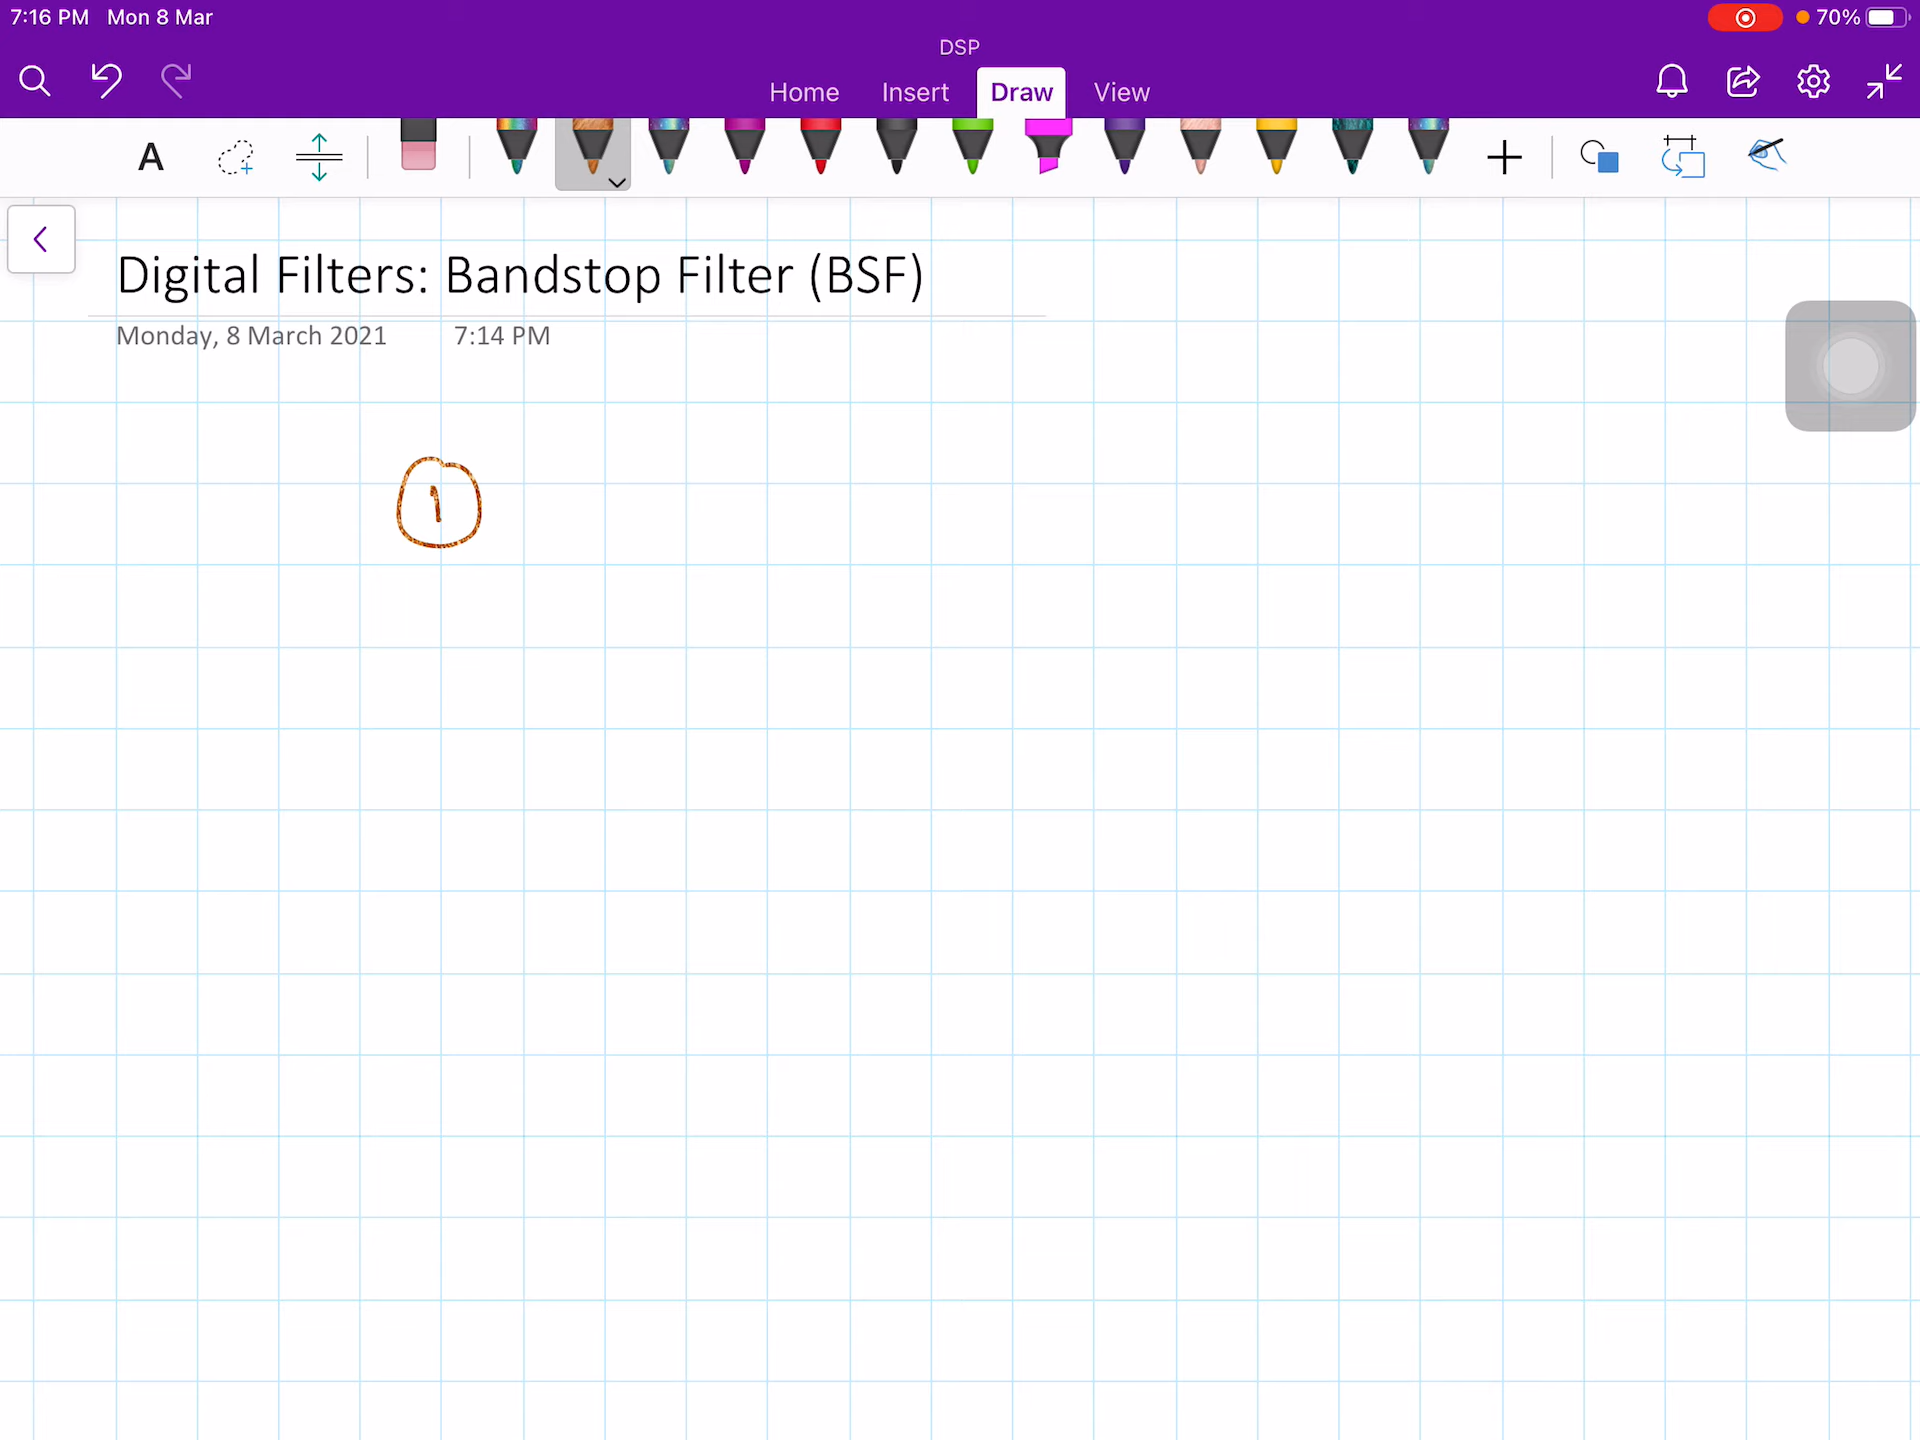 7:16 PM Mon 8 Mar 70%
DSP
Home Insert Draw View
A
Digital Filters: Bandstop Filter (BSF)
Monday, 8 March 2021 7:14 PM
1